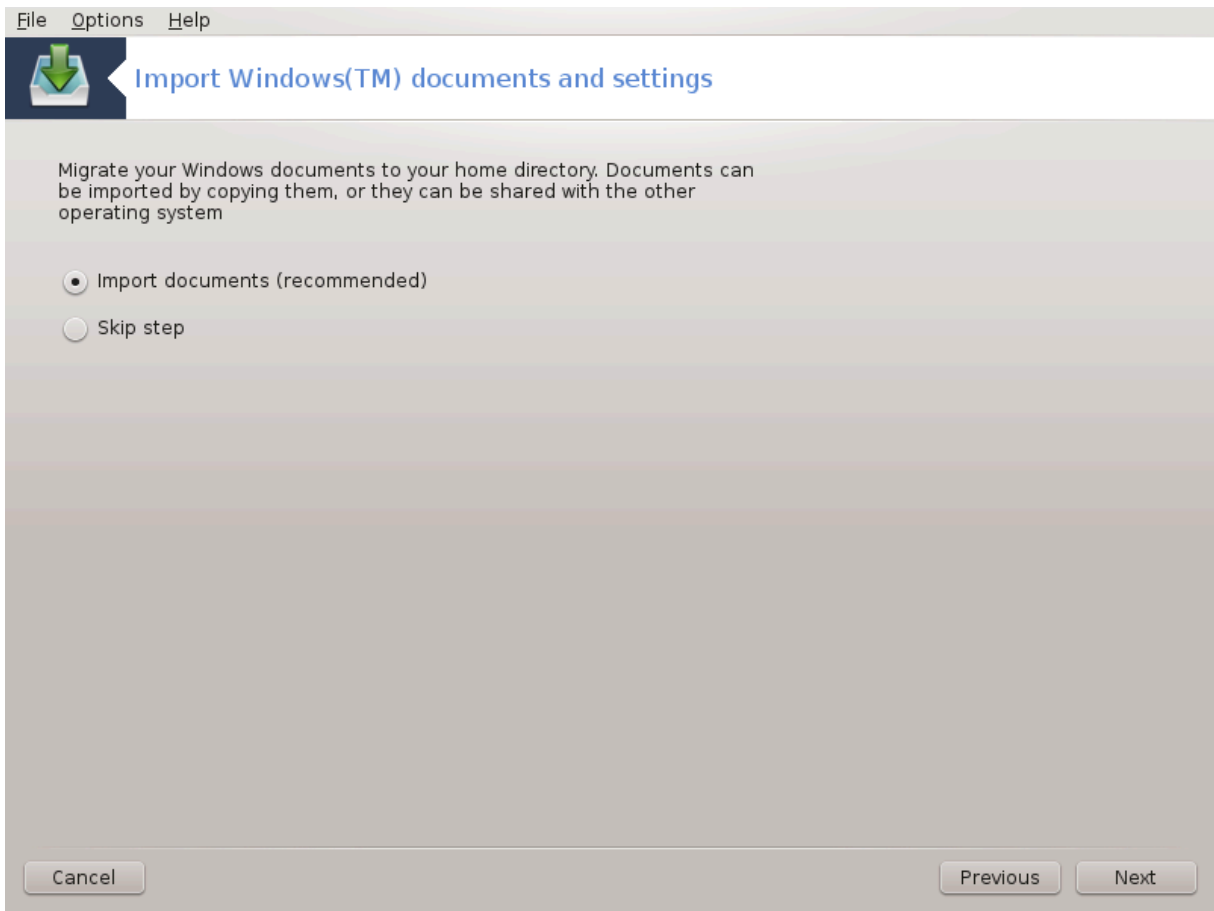 File Options Help
Import Windows(TM) documents and settings
Migrate your Windows documents to your home directory. Documents can
be imported by copying them, or they can be shared with the other
operating system
Import documents (recommended)
Skip step
Cancel Previous Next